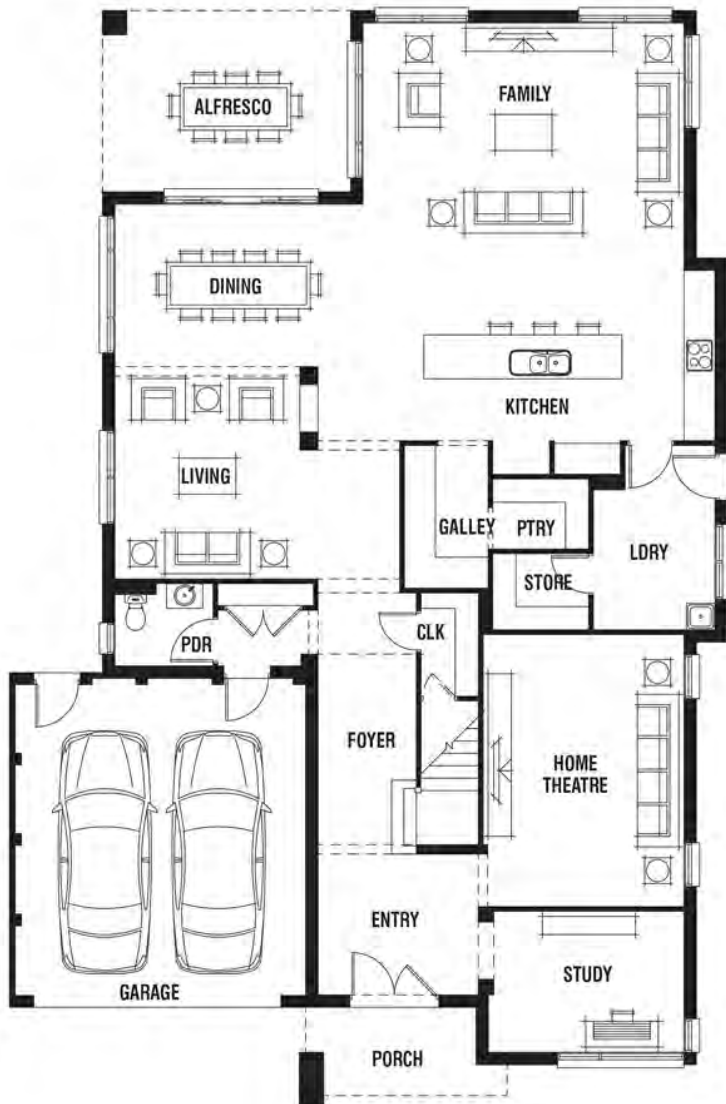 ALFRESCO
FAMILY
DINING
KITCHEN
LIVING
GALLEY
PTRY
LDRY
STORE
PDR
CLK
FOYER
HOME
THEATRE
ENTRY
STUDY
GARAGE
PORCH